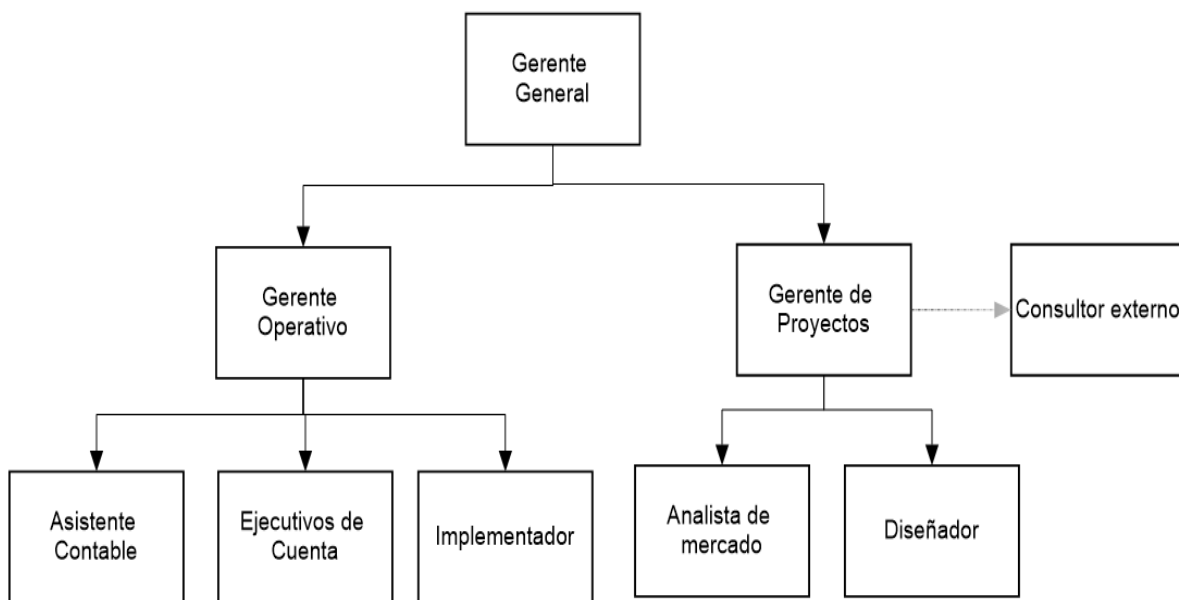 Gerente
General
Gerente
Operativo
Gerente de
Proyectos
Consultor externo
Asistente
Contable
Ejecutivos de
Cuenta
Implementador
Analista de
mercado
Diseñador